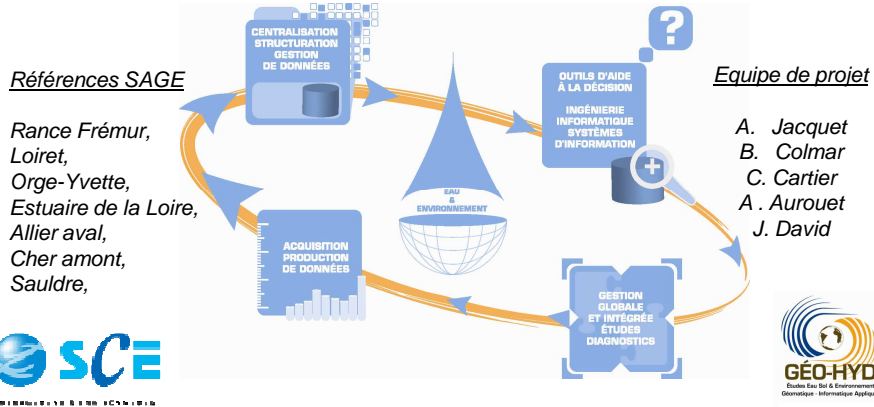 Références SAGE
Rance Frémur,
Loiret,
Orge-Yvette,
Estuaire de la Loire,
Allier aval,
Cher amont,
Sauldre,
CENTRALISATION
STRUCTURATION
GESTION
DE DONNÉES
?
OUTILS D'AIDE
À LA DÉCISION
INGÉNIERIE
INFORMATIQUE
SYSTÈMES
D'INFORMATION
EAU
&
ENVIRONNEMENT
ACQUISITION
PRODUCTION
DE DONNÉES
GESTION
GLOBALE
ET INTÉGRÉE
ÉTUDES
DIAGNOSTICS
Equipe de projet
A. Jacquet
B. Colmar
C. Cartier
A . Aurouet
J. David
SCE
GÉO-HYD
Études Eau Sol & Environnement
Géomatique - Informatique Appliqu